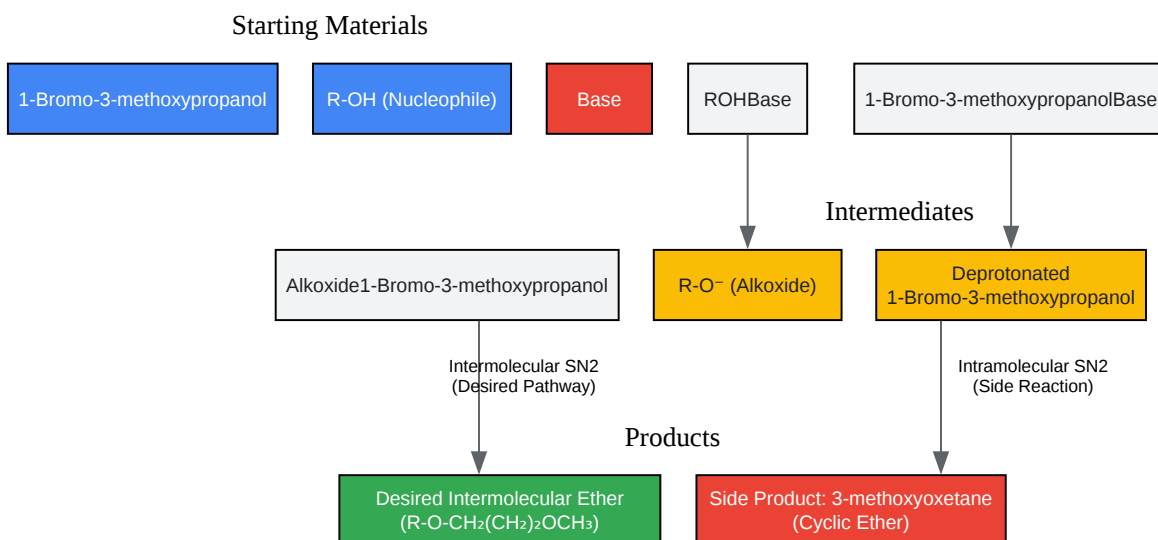 Starting Materials
1-Bromo-3-methoxypropanol
R-OH (Nucleophile)
Base
ROHBase
1-Bromo-3-methoxypropanolBase
Intermediates
Alkoxide1-Bromo-3-methoxypropanol
R-O⁻ (Alkoxide)
Deprotonated
1-Bromo-3-methoxypropanol
Intermolecular SN2
(Desired Pathway)
Intramolecular SN2
(Side Reaction)
Products
Desired Intermolecular Ether
(R-O-CH₂(CH₂)₂OCH₃)
Side Product: 3-methoxyoxetane
(Cyclic Ether)